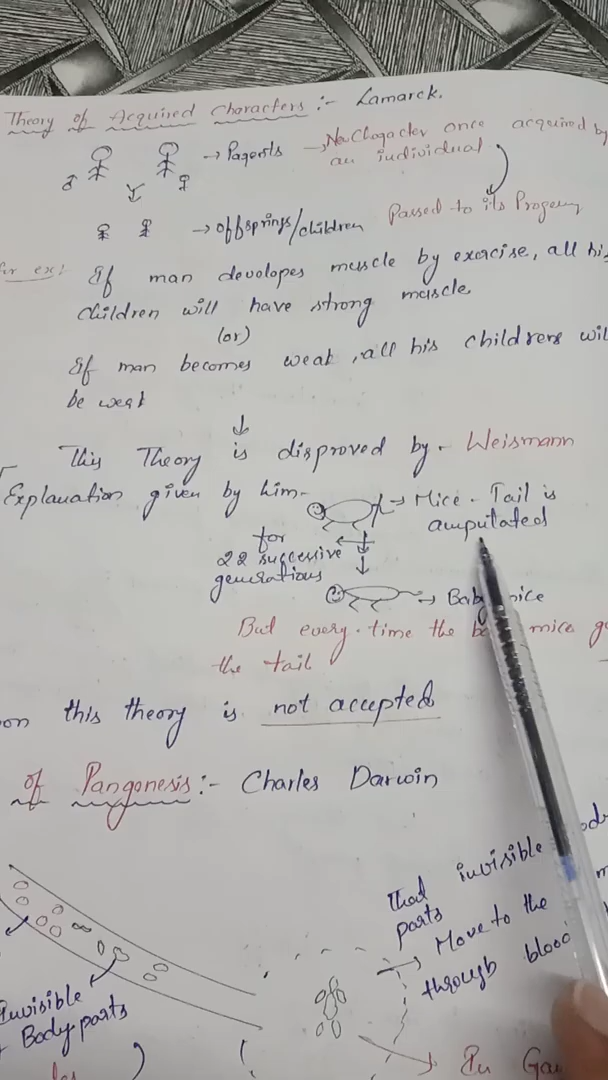 Theory of Acquired Characters :- Lamarck.
→ Parents → New Character once acquired by
an individual
→ offsprings/children Passed to its Progeny
for ex: If man developes muscle by exercise, all his
children will have strong muscle
(or)
If man becomes weak, all his childrens will
be weak
This Theory is disproved by - Weismann
Explanation given by him-
→ Mice - Tail is
amputated
for
22 successive
generations
→ Baby mice
But every time the mice
the tail
this theory is not accepted
of Pangonesis :- Charles Darwin
That invisible
parts
→ Move to the
through blood
Invisible
Body parts
→ In